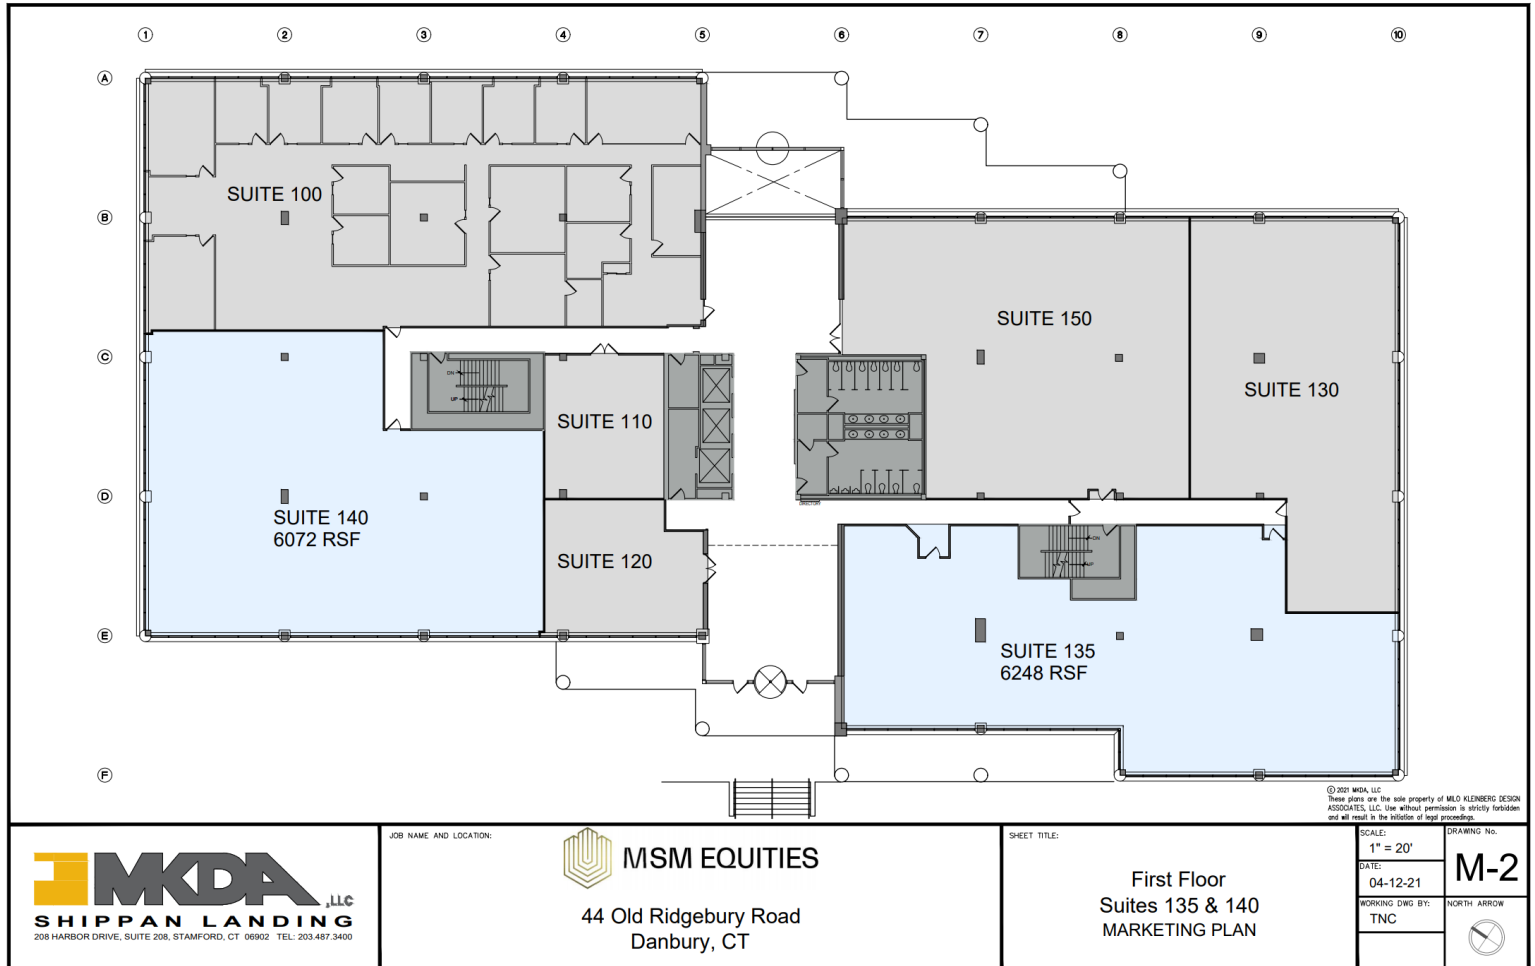 1 2 3 4 5 6 7 8 9 10
A
B
SUITE 100
SUITE 150
C
DN
UP
SUITE 130
SUITE 110
D
DIRECTORY
SUITE 140
6072 RSF
DN
UP
SUITE 120
E
SUITE 135
6248 RSF
F
© 2021 MKDA, LLC
These plans are the sole property of MILO KLEINBERG DESIGN
ASSOCIATES, LLC. Use without permission is strictly forbidden
and will result in the initiation of legal proceedings.
MKDA ,LLC
SHIPPAN LANDING
208 HARBOR DRIVE, SUITE 208, STAMFORD, CT 06902 TEL: 203.487.3400
JOB NAME AND LOCATION:
MSM EQUITIES
44 Old Ridgebury Road
Danbury, CT
SHEET TITLE:
First Floor
Suites 135 & 140
MARKETING PLAN
SCALE:
1" = 20'
DATE:
04-12-21
WORKING DWG BY:
TNC
DRAWING No.
M-2
NORTH ARROW